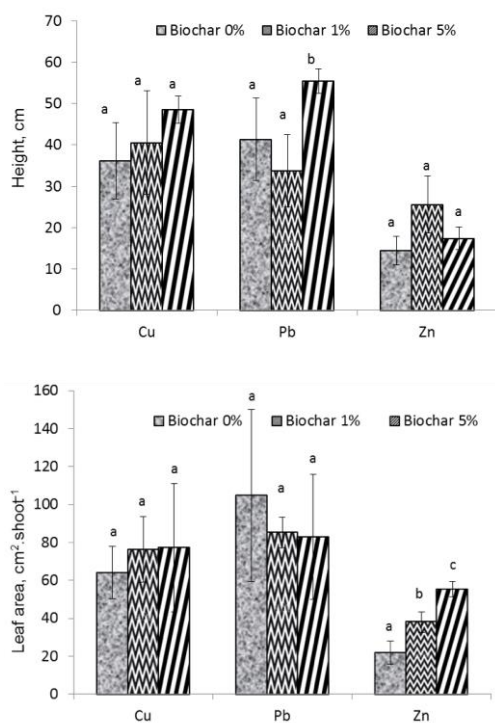 70
Biochar 0% Biochar 1% Biochar 5%
60
b
50
a a a
40
a
a
30
a
20
a a
10
0
Height, cm
Cu Pb Zn
160
a
Biochar 0% Biochar 1% Biochar 5%
140
120
a a
100
a a a
80
a
60
c
40
b
20
a
0
Leaf area, cm².shoot⁻¹
Cu Pb Zn